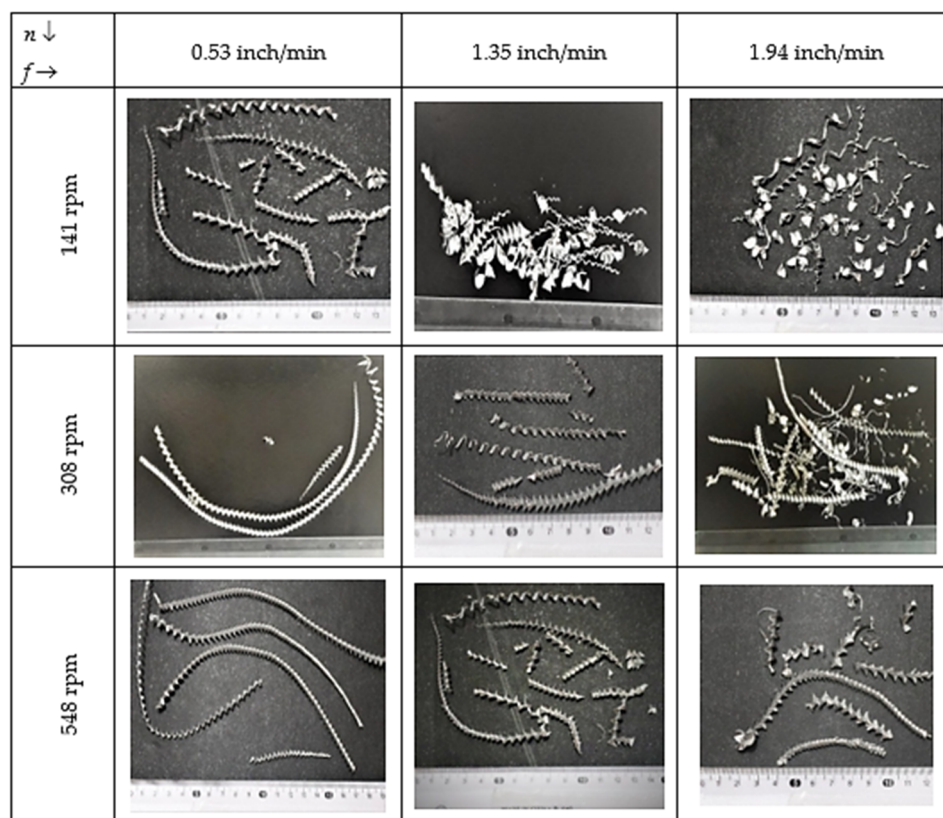 n ↓
f→
0.53 inch/min
1.35 inch/min
1.94 inch/min
141 rpm
308 rpm
548 rpm